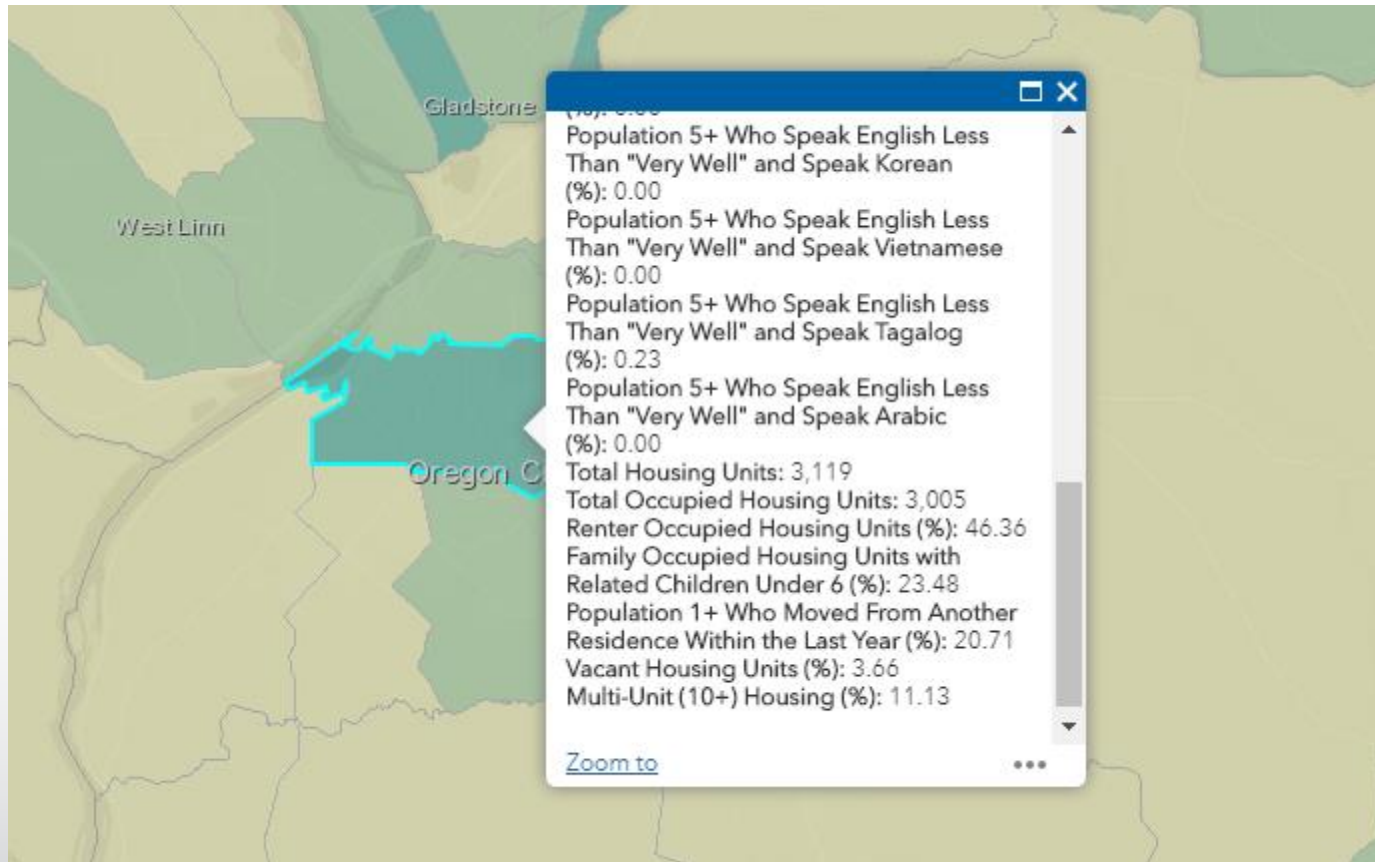 Gladstone
West Linn
Oregon C
Population 5+ Who Speak English Less
Than "Very Well" and Speak Korean
(%): 0.00
Population 5+ Who Speak English Less
Than "Very Well" and Speak Vietnamese
(%): 0.00
Population 5+ Who Speak English Less
Than "Very Well" and Speak Tagalog
(%): 0.23
Population 5+ Who Speak English Less
Than "Very Well" and Speak Arabic
(%): 0.00
Total Housing Units: 3,119
Total Occupied Housing Units: 3,005
Renter Occupied Housing Units (%): 46.36
Family Occupied Housing Units with
Related Children Under 6 (%): 23.48
Population 1+ Who Moved From Another
Residence Within the Last Year (%): 20.71
Vacant Housing Units (%): 3.66
Multi-Unit (10+) Housing (%): 11.13
Zoom to